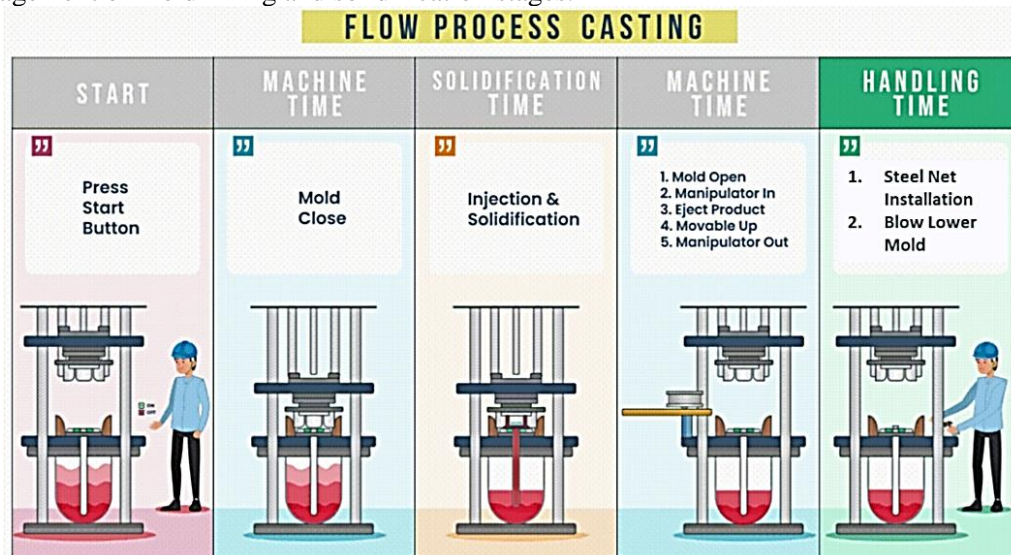 FLOW PROCESS CASTING
START
MACHINE
TIME
SOLIDIFICATION
TIME
MACHINE
TIME
HANDLING
TIME
Press
Start
Button
Mold
Close
Injection &
Solidification
1. Mold Open
2. Manipulator In
3. Eject Product
4. Movable Up
5. Manipulator Out
1. Steel Net
Installation
2. Blow Lower
Mold